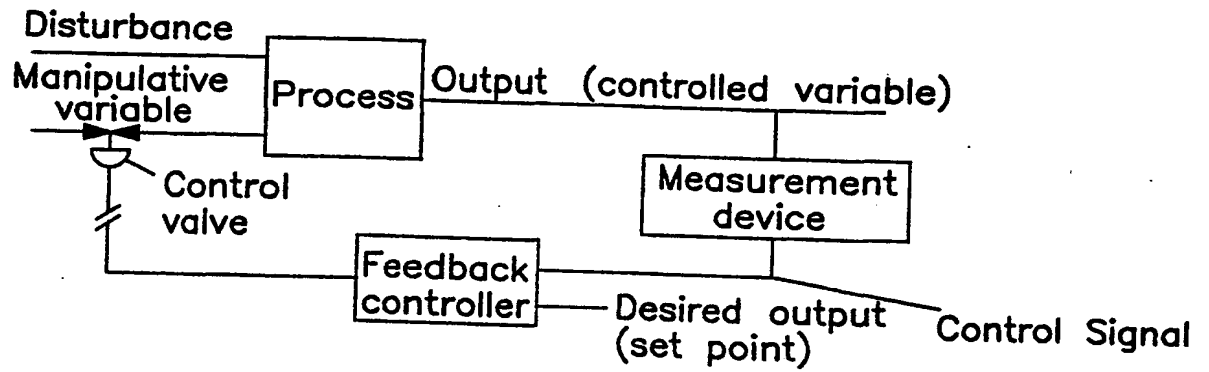 Disturbance
Manipulative
variable
Process
Output (controlled variable)
Control
valve
Measurement
device
Feedback
controller
Desired output
(set point)
Control Signal